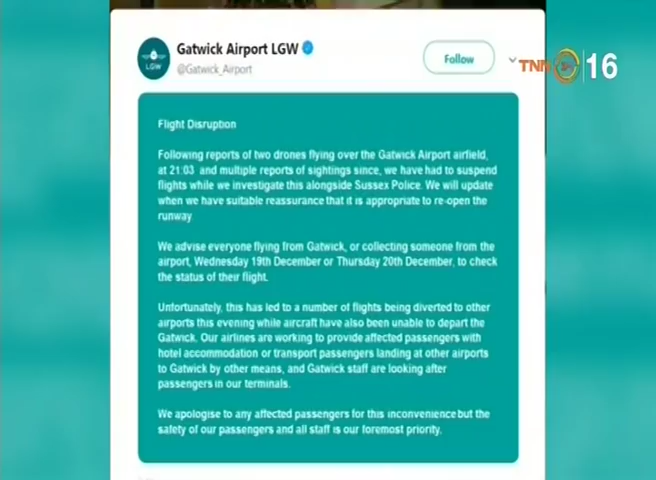 Gatwick Airport LGW
@Gatwick_Airport
LGW
Follow
TNN 16
Flight Disruption
Following reports of two drones flying over the Gatwick Airport airfield,
at 21:03 and multiple reports of sightings since, we have had to suspend
flights while we investigate this alongside Sussex Police. We will update
when we have suitable reassurance that it is appropriate to re-open the
runway
We advise everyone flying from Gatwick, or collecting someone from the
airport, Wednesday 19th December or Thursday 20th December, to check
the status of their flight.
Unfortunately, this has led to a number of flights being diverted to other
airports this evening while aircraft have also been unable to depart the
Gatwick. Our airlines are working to provide affected passengers with
hotel accommodation or transport passengers landing at other airports
to Gatwick by other means, and Gatwick staff are looking after
passengers in our terminals.
We apologise to any affected passengers for this inconvenience but the
safety of our passengers and all staff is our foremost priority.